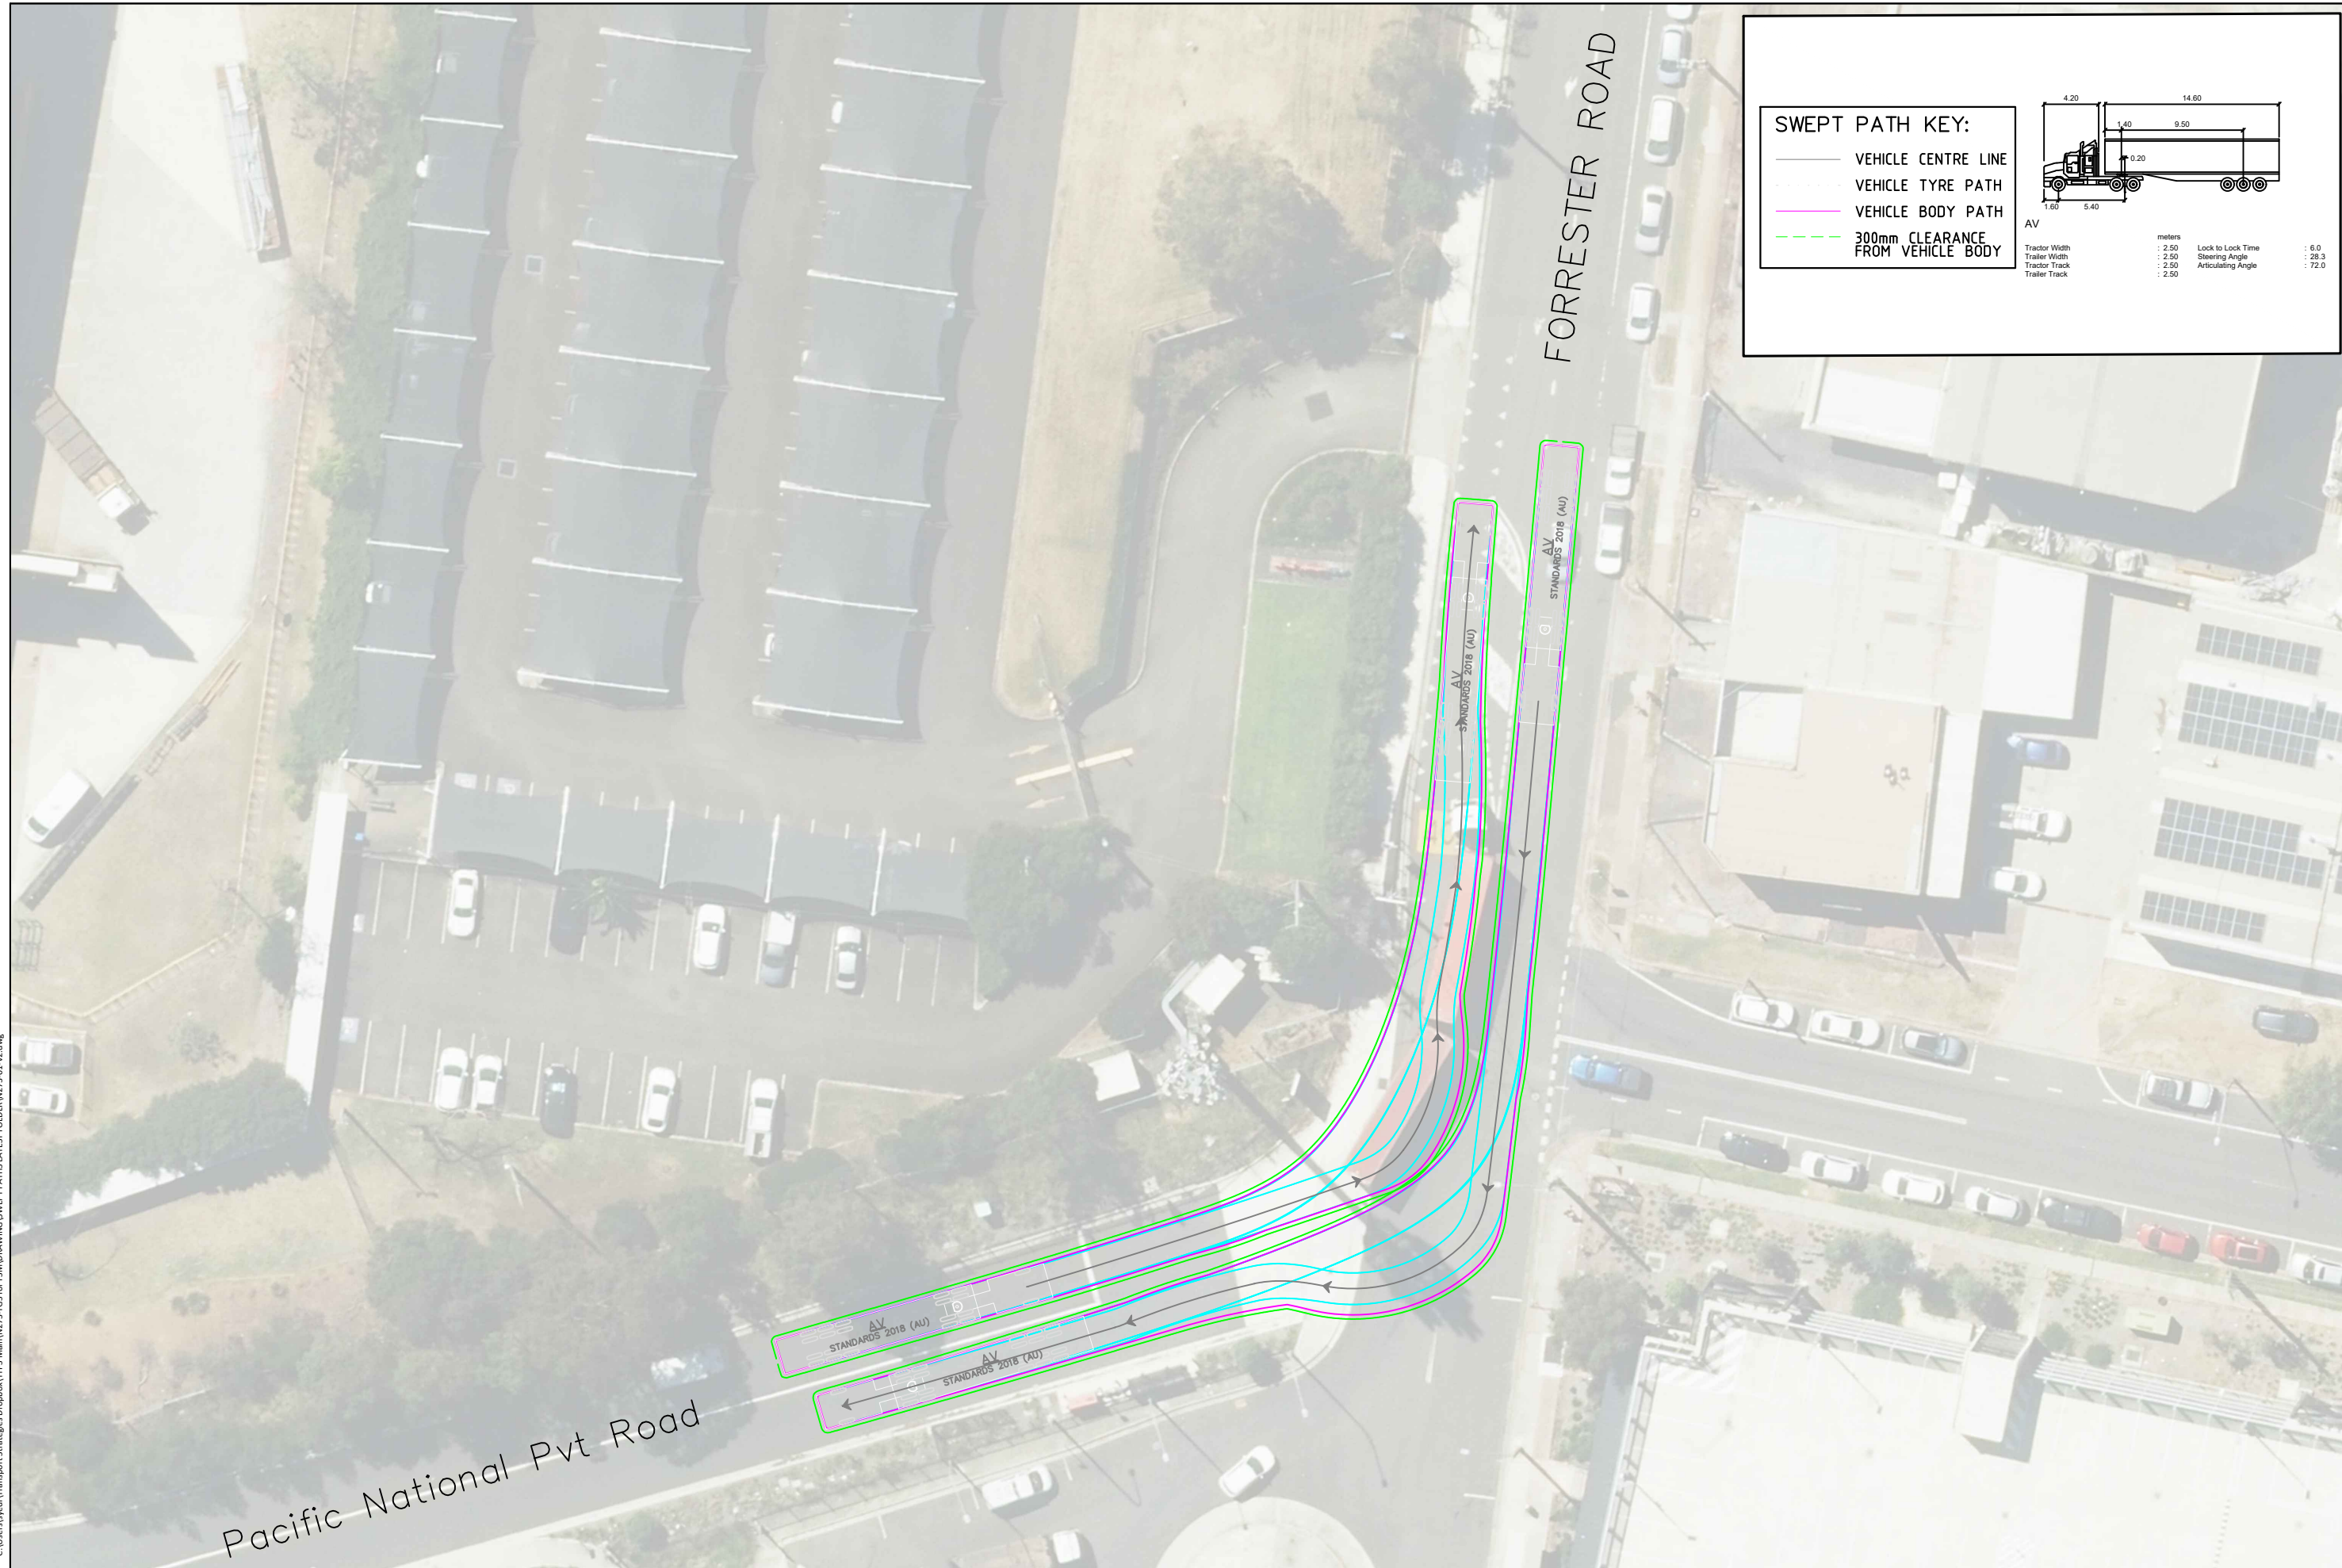 FORRESTER ROAD
SWEPT PATH KEY:
VEHICLE CENTRE LINE
VEHICLE TYRE PATH
VEHICLE BODY PATH
300mm CLEARANCE
FROM VEHICLE BODY
4.20
14.60
1.40
9.50
0.20
1.60
5.40
AV
meters
Tractor Width : 2.50
Trailer Width : 2.50
Tractor Track : 2.50
Trailer Track : 2.50
Lock to Lock Time : 6.0
Steering Angle : 28.3
Articulating Angle : 72.0
AV
STANDARDS 2018 (AU)
AV
STANDARDS 2018 (AU)
AV
STANDARDS 2018 (AU)
AV
STANDARDS 2018 (AU)
Pacific National Pvt Road